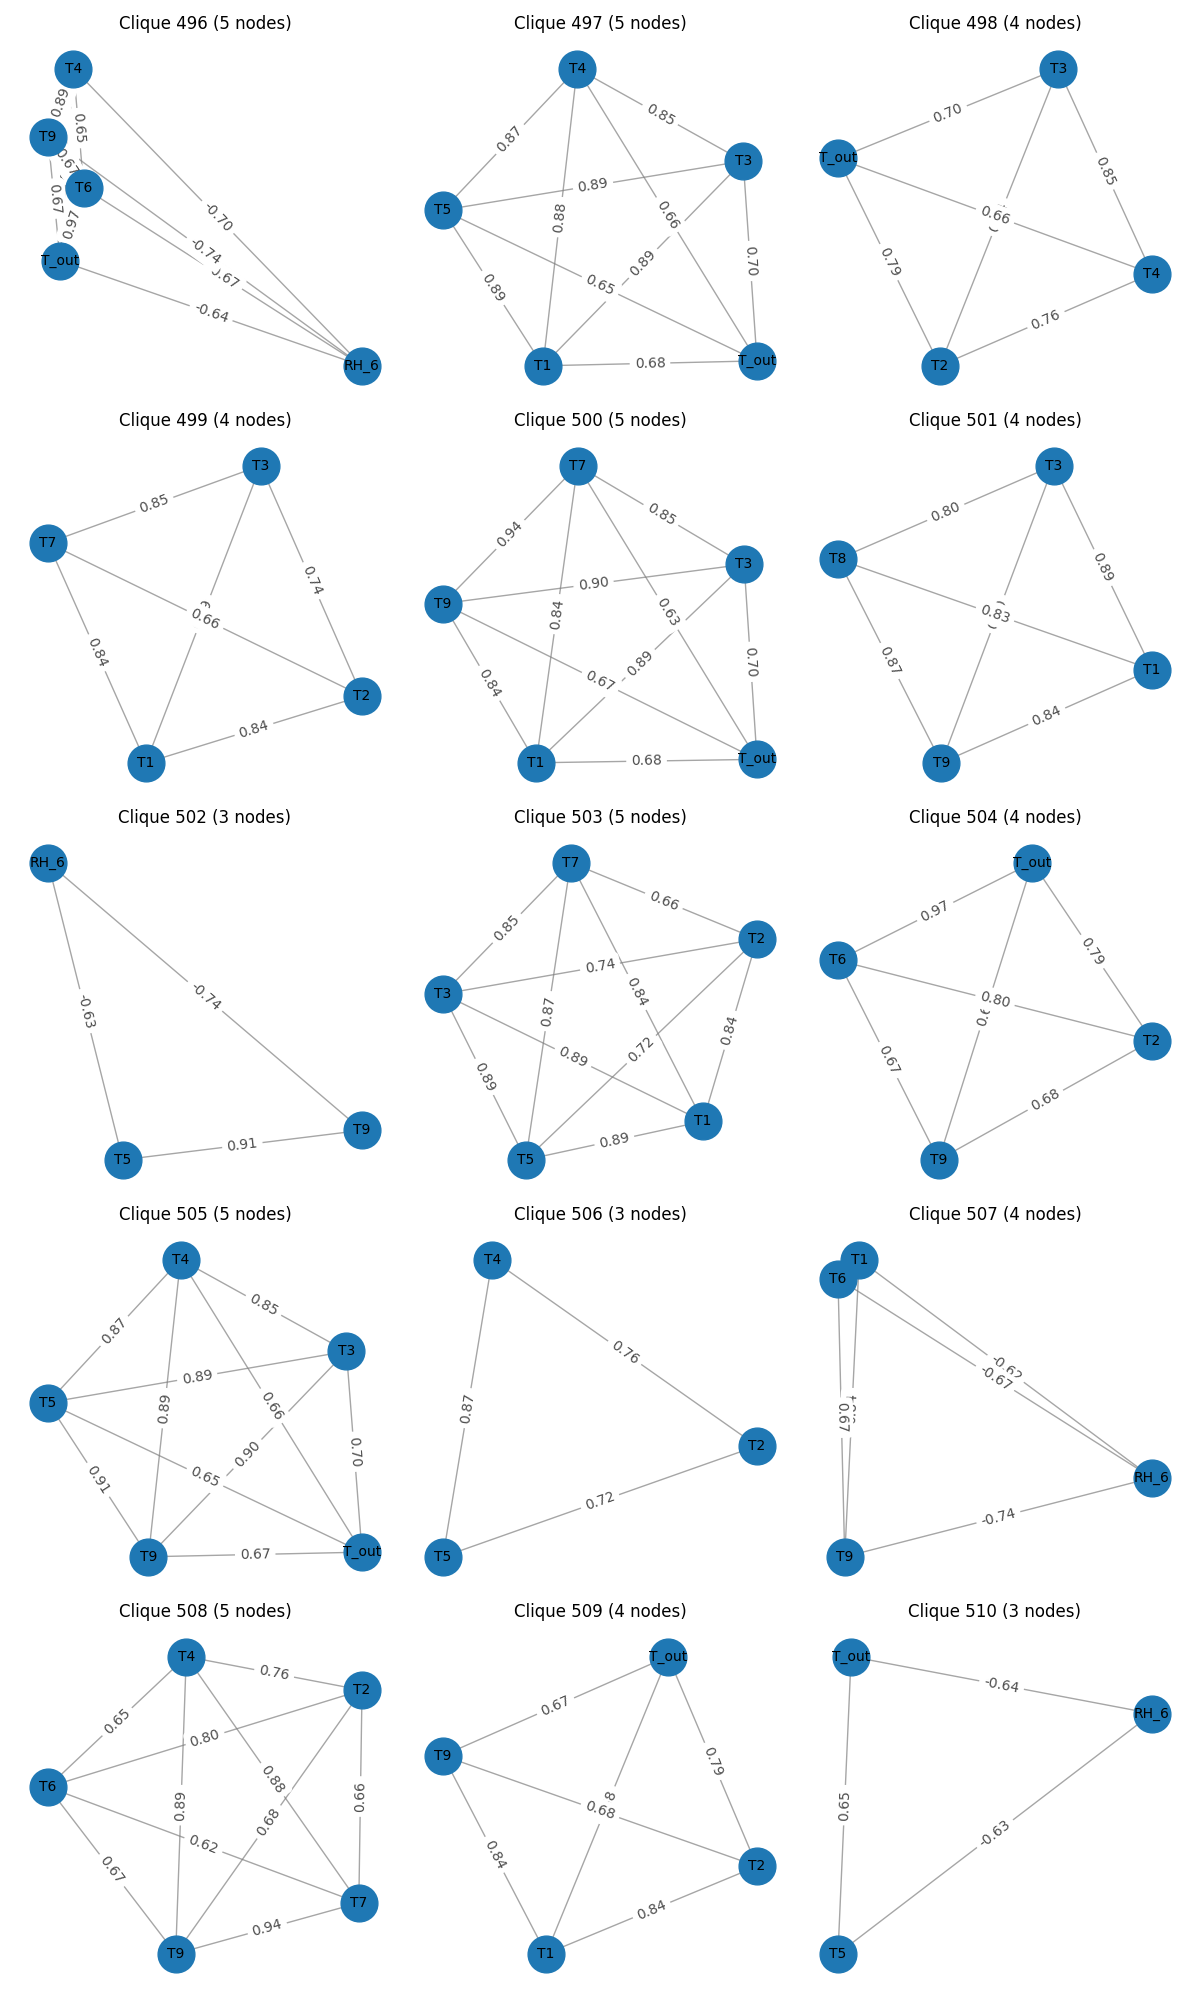 Clique 496 (5 nodes)
T4
0.89
0.65
T9
0.67
T6
0.67
0.97
T_out
-0.70
-0.74
-0.64
RH_6
Clique 497 (5 nodes)
T4
0.85
0.87
T3
0.89
T5
0.88
0.66
0.89
0.70
0.89
0.65
T1
0.68
T_out
Clique 498 (4 nodes)
T3
0.70
T_out
0.85
0.66
0.79
T4
0.76
T2
Clique 499 (4 nodes)
T3
0.85
T7
0.74
0.66
0.84
T2
0.84
T1
Clique 500 (5 nodes)
T7
0.85
0.94
T3
0.90
T9
0.84
0.63
0.89
0.70
0.84
0.67
T1
0.68
T_out
Clique 501 (4 nodes)
T3
0.80
T8
0.89
0.83
0.87
T1
0.84
T9
Clique 502 (3 nodes)
RH_6
-0.74
-0.63
T9
0.91
T5
Clique 503 (5 nodes)
T7
0.66
0.85
T2
0.74
T3
0.84
0.87
0.84
0.72
0.89
0.89
T1
0.89
T5
Clique 504 (4 nodes)
T_out
0.97
0.79
T6
0.80
T2
0.67
0.68
T9
Clique 505 (5 nodes)
T4
0.85
0.87
T3
0.89
T5
0.89
0.66
0.90
0.70
0.91
0.65
T9
0.67
T_out
Clique 506 (3 nodes)
T4
0.76
0.87
T2
0.72
T5
Clique 507 (4 nodes)
T1
T6
-0.62
-0.67
0.67
RH_6
-0.74
T9
Clique 508 (5 nodes)
T4
0.76
T2
0.65
0.80
T6
0.88
0.66
0.89
0.68
0.62
0.67
T7
0.94
T9
Clique 509 (4 nodes)
T_out
0.67
T9
0.79
0.68
0.84
T2
0.84
T1
Clique 510 (3 nodes)
T_out
-0.64
RH_6
0.65
-0.63
T5